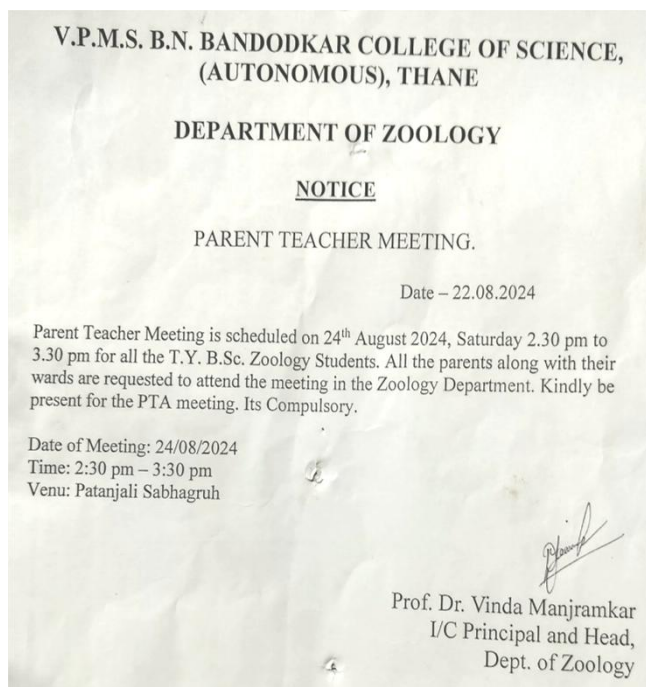 V.P.M.S. B.N. BANDODKAR COLLEGE OF SCIENCE,
(AUTONOMOUS), THANE
DEPARTMENT OF ZOOLOGY
NOTICE
PARENT TEACHER MEETING.
Date – 22.08.2024
Parent Teacher Meeting is scheduled on 24th August 2024, Saturday 2.30 pm to
3.30 pm for all the T.Y. B.Sc. Zoology Students. All the parents along with their
wards are requested to attend the meeting in the Zoology Department. Kindly be
present for the PTA meeting. Its Compulsory.
Date of Meeting: 24/08/2024
Time: 2:30 pm – 3:30 pm
Venu: Patanjali Sabhagruh
Prof. Dr. Vinda Manjramkar
I/C Principal and Head,
Dept. of Zoology